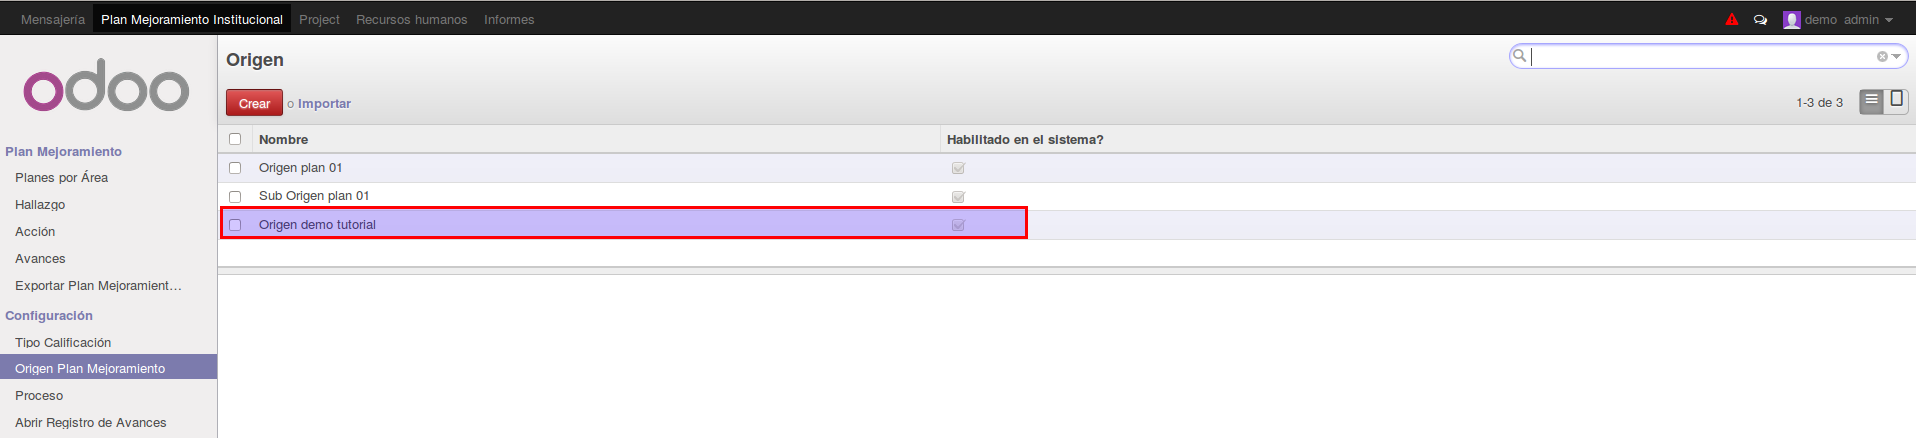 Mensajería Plan Mejoramiento Institucional Project Recursos humanos Informes demo admin
odoo
Plan Mejoramiento
Planes por Área
Hallazgo
Acción
Avances
Exportar Plan Mejoramient…
Configuración
Tipo Calificación
Origen Plan Mejoramiento
Proceso
Abrir Registro de Avances
Origen
Crear o Importar
1-3 de 3
Nombre Habilitado en el sistema?
Origen plan 01
Sub Origen plan 01
Origen demo tutorial